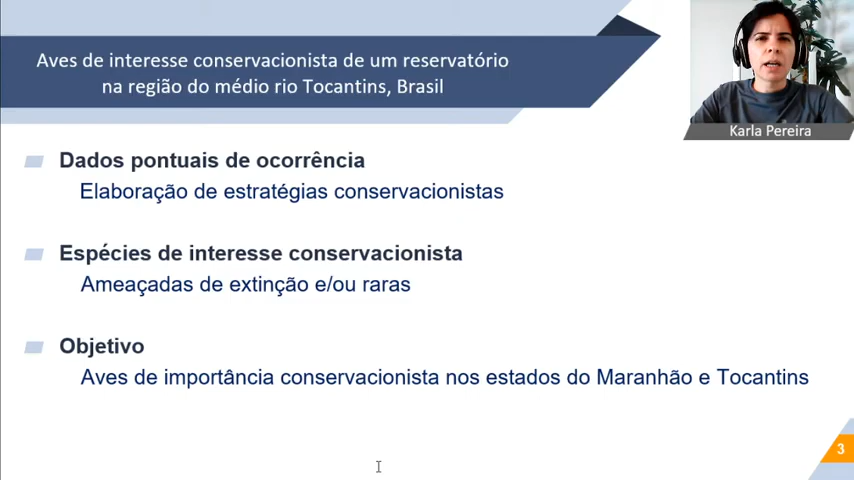 Aves de interesse conservacionista de um reservatório
na região do médio rio Tocantins, Brasil
Karla Pereira
Dados pontuais de ocorrência
Elaboração de estratégias conservacionistas
Espécies de interesse conservacionista
Ameaçadas de extinção e/ou raras
Objetivo
Aves de importância conservacionista nos estados do Maranhão e Tocantins
3